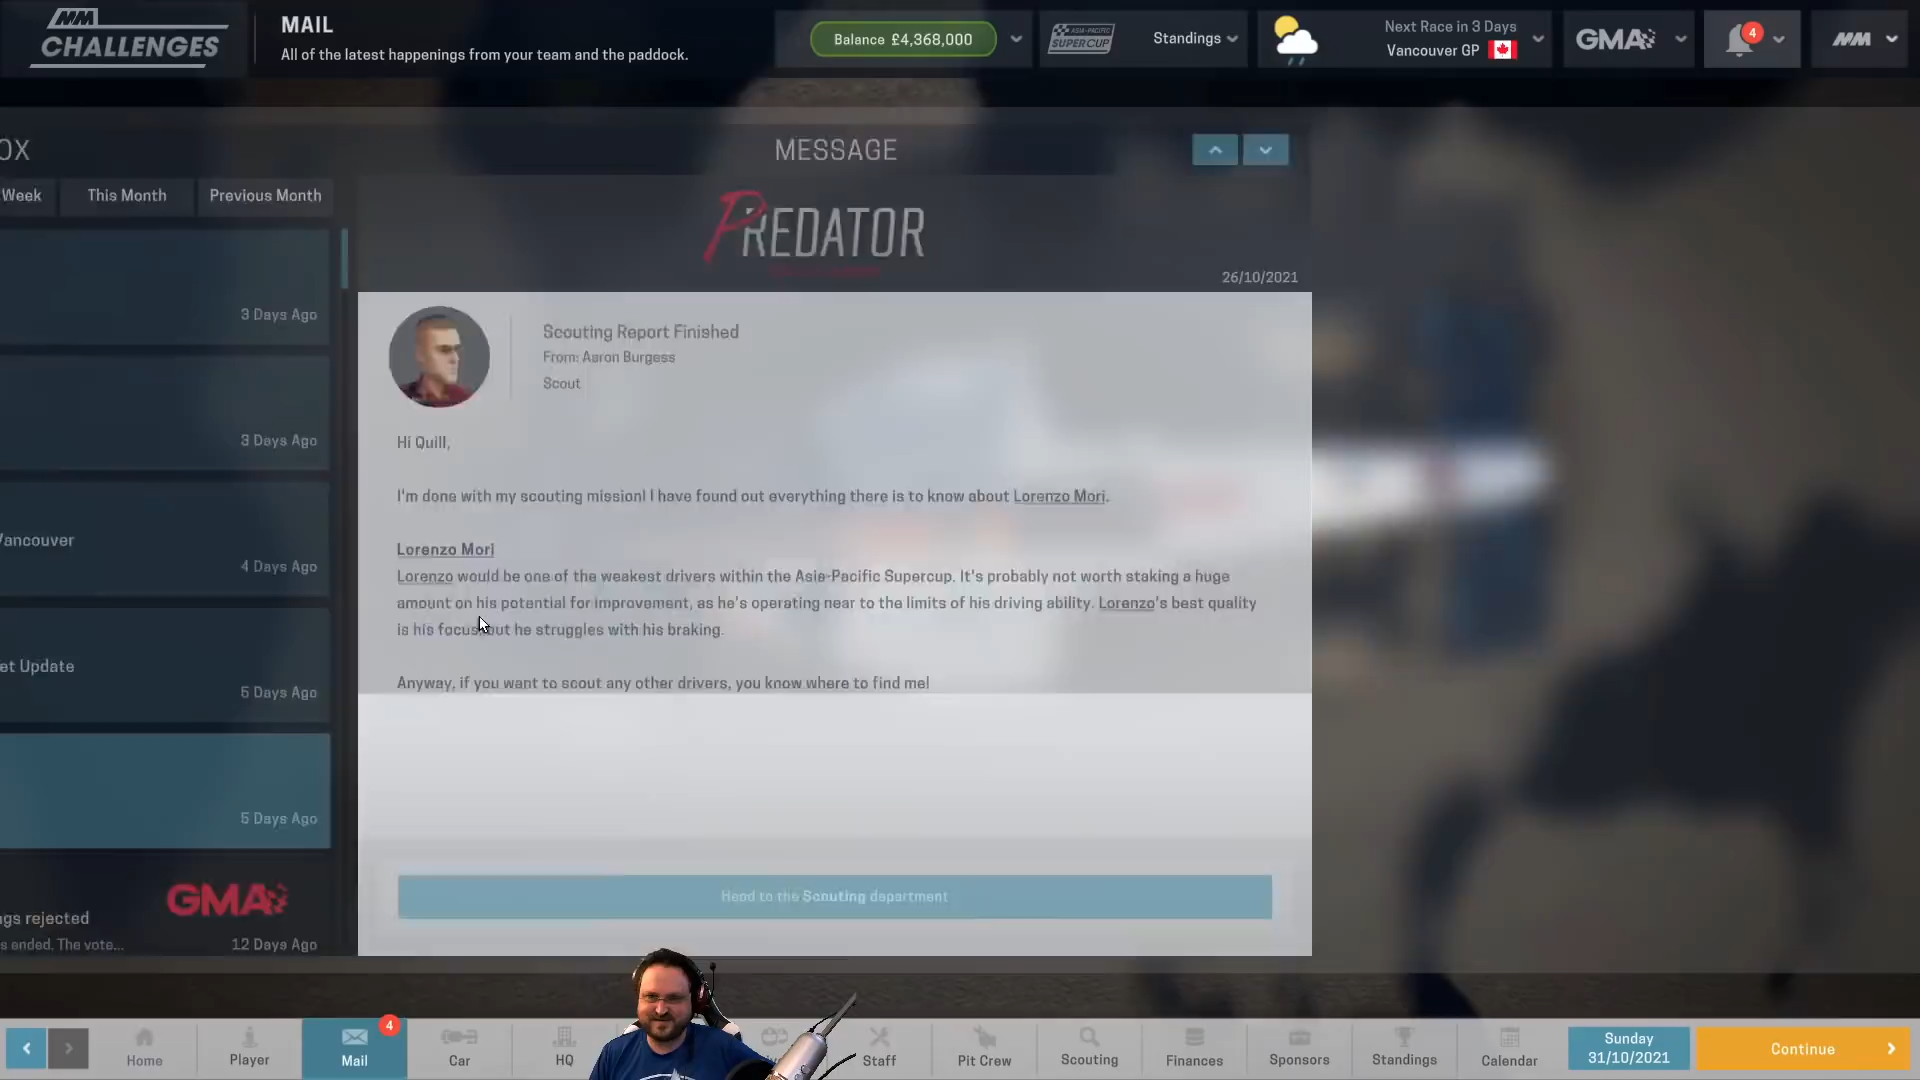 MM
CHALLENGES
MAIL
All of the latest happenings from your team and the paddock.
Balance £4,368,000
ASIA-PACIFIC
SUPERCUP
Standings
Next Race in 3 Days
Vancouver GP
GMA
4
MM
OX
Week
This Month
Previous Month
3 Days Ago
3 Days Ago
Vancouver
4 Days Ago
et Update
5 Days Ago
5 Days Ago
GMA
ngs rejected
s ended. The vote...
12 Days Ago
MESSAGE
PREDATOR
26/10/2021
Scouting Report Finished
From: Aaron Burgess
Scout
Hi Quill,
I'm done with my scouting mission! I have found out everything there is to know about Lorenzo Mori.
Lorenzo Mori
Lorenzo would be one of the weakest drivers within the Asia-Pacific Supercup. It's probably not worth staking a huge
amount on his potential for improvement, as he's operating near to the limits of his driving ability. Lorenzo's best quality
is his focus but he struggles with his braking.
Anyway, if you want to scout any other drivers, you know where to find me!
Head to the Scouting department
Home
Player
4
Mail
Car
HQ
Staff
Pit Crew
Scouting
Finances
Sponsors
Standings
Calendar
Sunday
31/10/2021
Continue